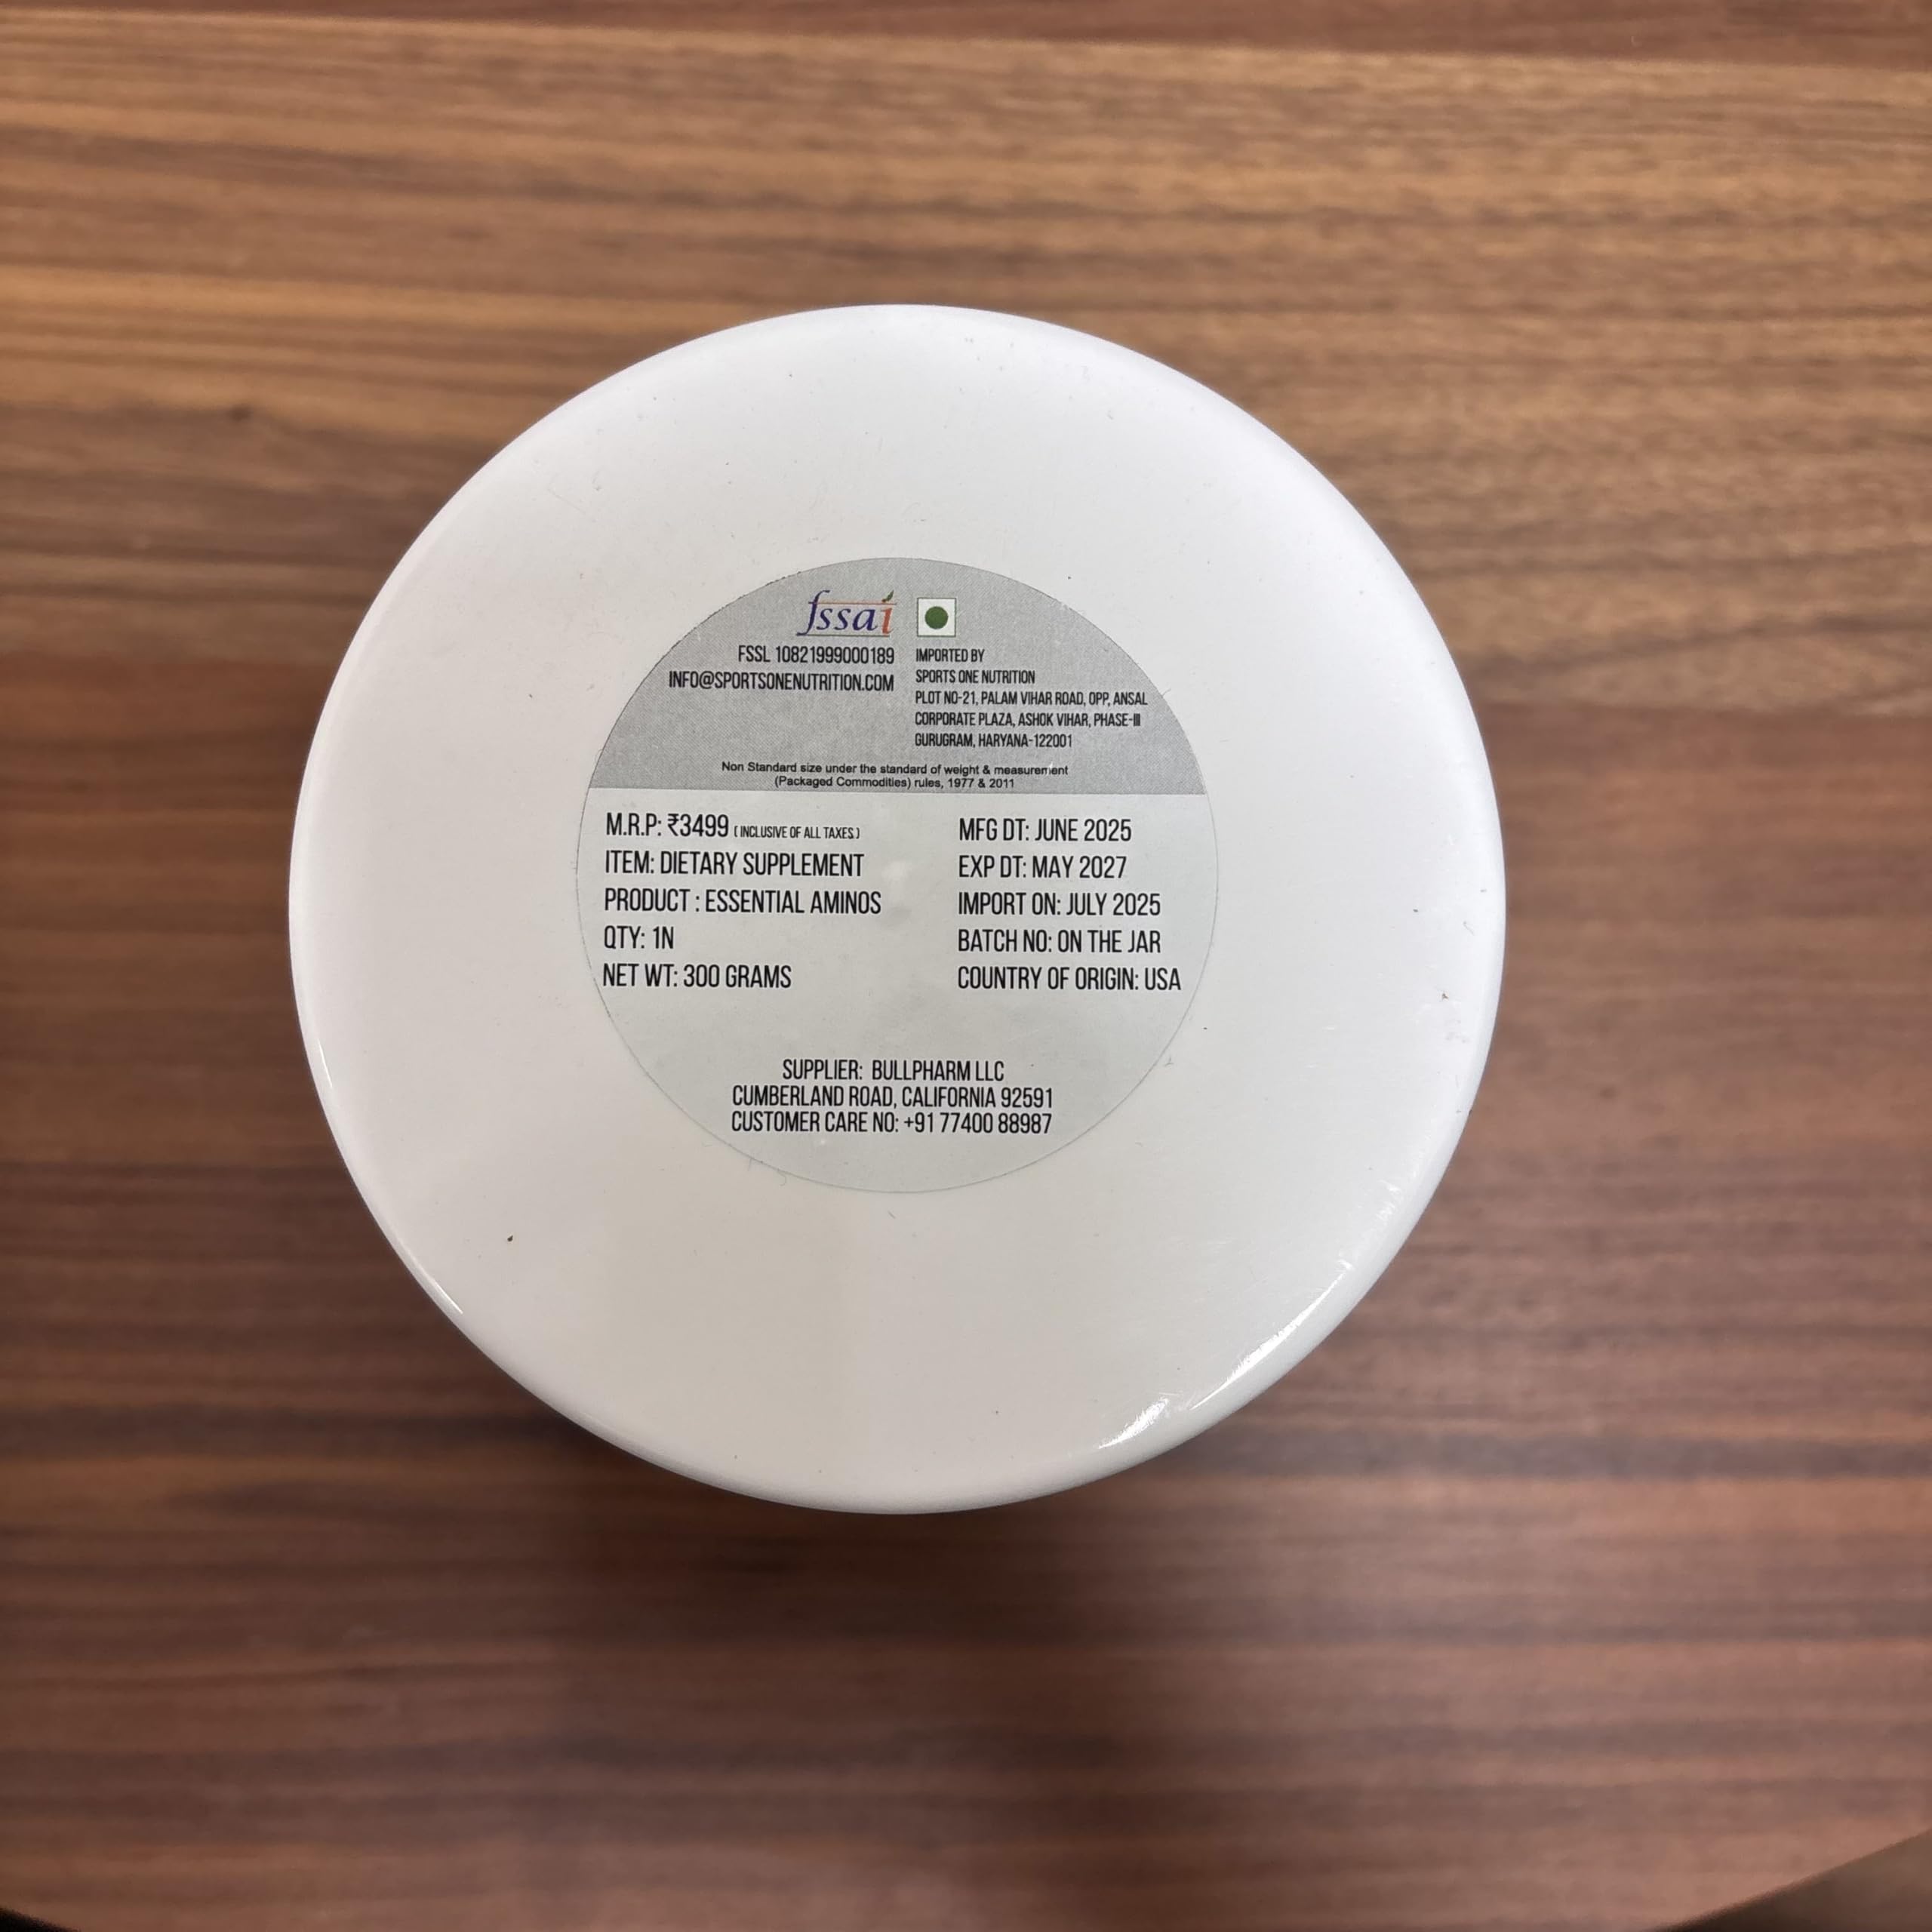 fssai
FSSL 10821999000189
INFO@SPORTSONENUTRITION.COM
IMPORTED BY
SPORTS ONE NUTRITION
PLOT NO-21, PALAM VIHAR ROAD, OPP, ANSAL
CORPORATE PLAZA, ASHOK VIHAR, PHASE-III
GURUGRAM, HARYANA-122001
Non Standard size under the standard of weight & measurement
(Packaged Commodities) rules, 1977 & 2011
M.R.P: ₹3499 ( INCLUSIVE OF ALL TAXES )
ITEM: DIETARY SUPPLEMENT
PRODUCT : ESSENTIAL AMINOS
QTY: 1N
NET WT: 300 GRAMS
MFG DT: JUNE 2025
EXP DT: MAY 2027
IMPORT ON: JULY 2025
BATCH NO: ON THE JAR
COUNTRY OF ORIGIN: USA
SUPPLIER: BULLPHARM LLC
CUMBERLAND ROAD, CALIFORNIA 92591
CUSTOMER CARE NO: +91 77400 88987